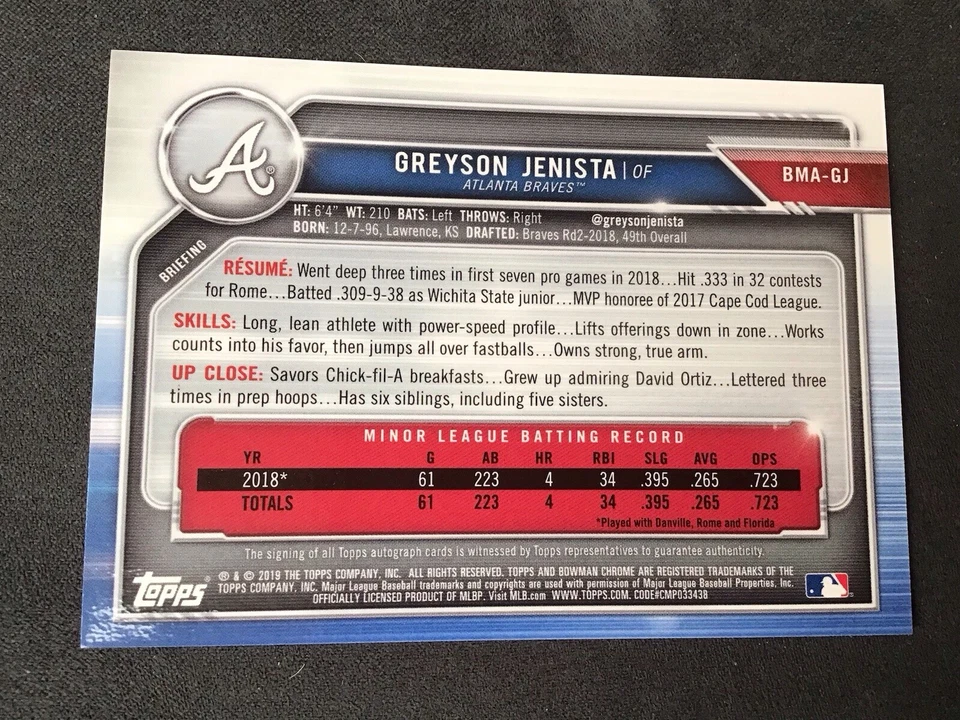 A®
GREYSON JENISTA | OF
ATLANTA BRAVES™
BMA-GJ
HT: 6'4" WT: 210 BATS: Left THROWS: Right @greysonjenista
BORN: 12-7-96, Lawrence, KS DRAFTED: Braves Rd2-2018, 49th Overall
BRIEFING
RÉSUMÉ: Went deep three times in first seven pro games in 2018...Hit .333 in 32 contests
for Rome...Batted .309-9-38 as Wichita State junior...MVP honoree of 2017 Cape Cod League.
SKILLS: Long, lean athlete with power-speed profile...Lifts offerings down in zone...Works
counts into his favor, then jumps all over fastballs...Owns strong, true arm.
UP CLOSE: Savors Chick-fil-A breakfasts...Grew up admiring David Ortiz...Lettered three
times in prep hoops...Has six siblings, including five sisters.
MINOR LEAGUE BATTING RECORD
YR G AB HR RBI SLG AVG OPS
2018* 61 223 4 34 .395 .265 .723
TOTALS 61 223 4 34 .395 .265 .723
*Played with Danville, Rome and Florida
The signing of all Topps autograph cards is witnessed by Topps representatives to guarantee authenticity.
Topps®
® & © 2019 THE TOPPS COMPANY, INC. ALL RIGHTS RESERVED. TOPPS AND BOWMAN CHROME ARE REGISTERED TRADEMARKS OF THE
TOPPS COMPANY, INC. Major League Baseball trademarks and copyrights are used with permission of Major League Baseball Properties, Inc.
OFFICIALLY LICENSED PRODUCT OF MLBP. Visit MLB.com WWW.TOPPS.COM. CODE#CMP033438